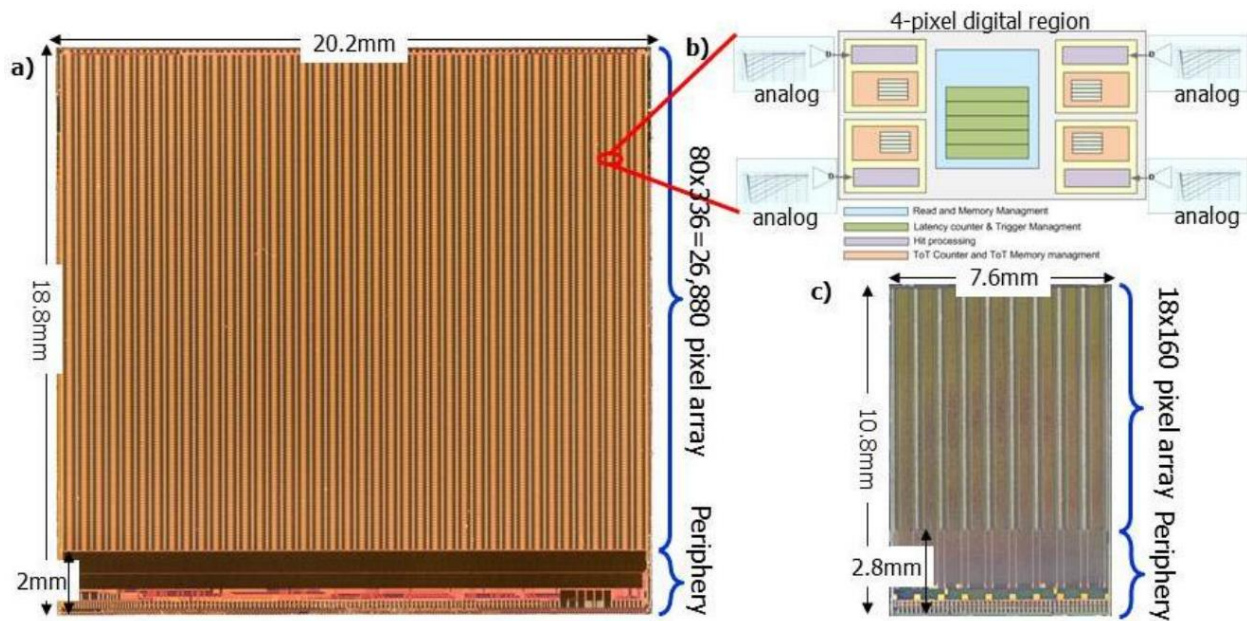 a)
20.2mm
18.8mm
2mm
80x336=26,880 pixel array
Periphery
b)
4-pixel digital region
analog
analog
analog
analog
Read and Memory Managment
Latency counter & Trigger Managment
Hit processing
ToT Counter and ToT Memory managment
c)
7.6mm
10.8mm
2.8mm
18x160 pixel array
Periphery